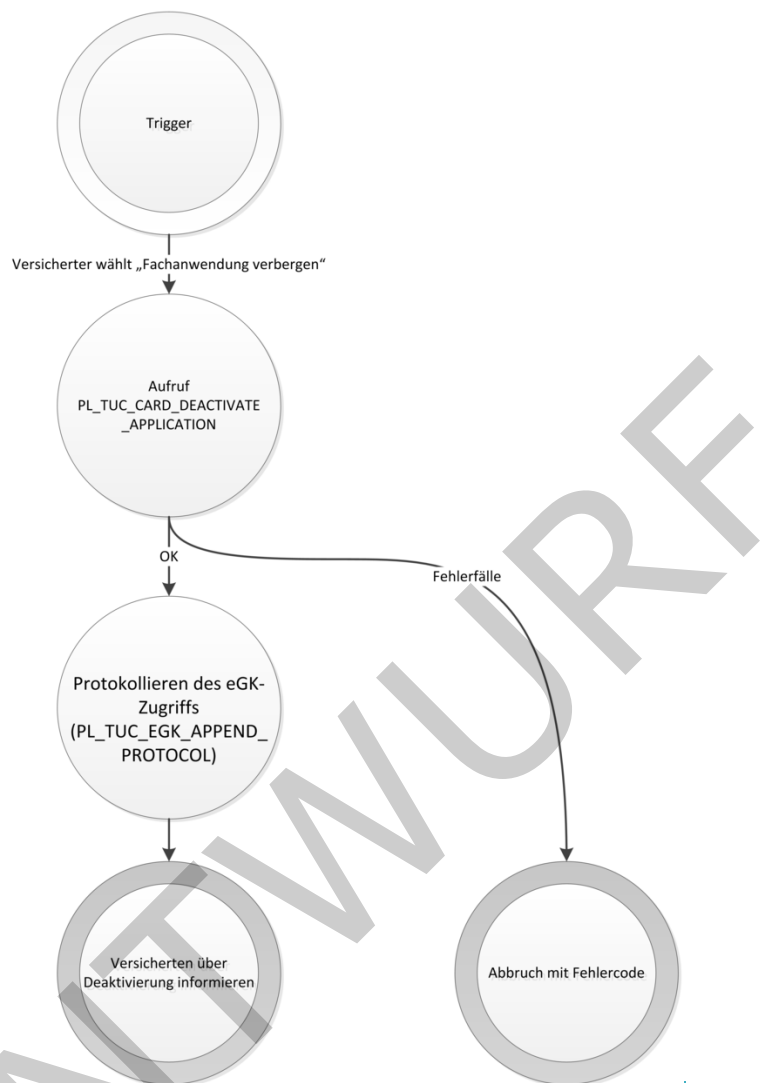 Trigger
Versicherter wählt „Fachanwendung verbergen“
Aufruf
PL_TUC_CARD_DEACTIVATE
_APPLICATION
OK
Fehlerfälle
Protokollieren des eGK-
Zugriffs
(PL_TUC_EGK_APPEND_
PROTOCOL)
Versicherten über
Deaktivierung informieren
Abbruch mit Fehlercode
NTWURF